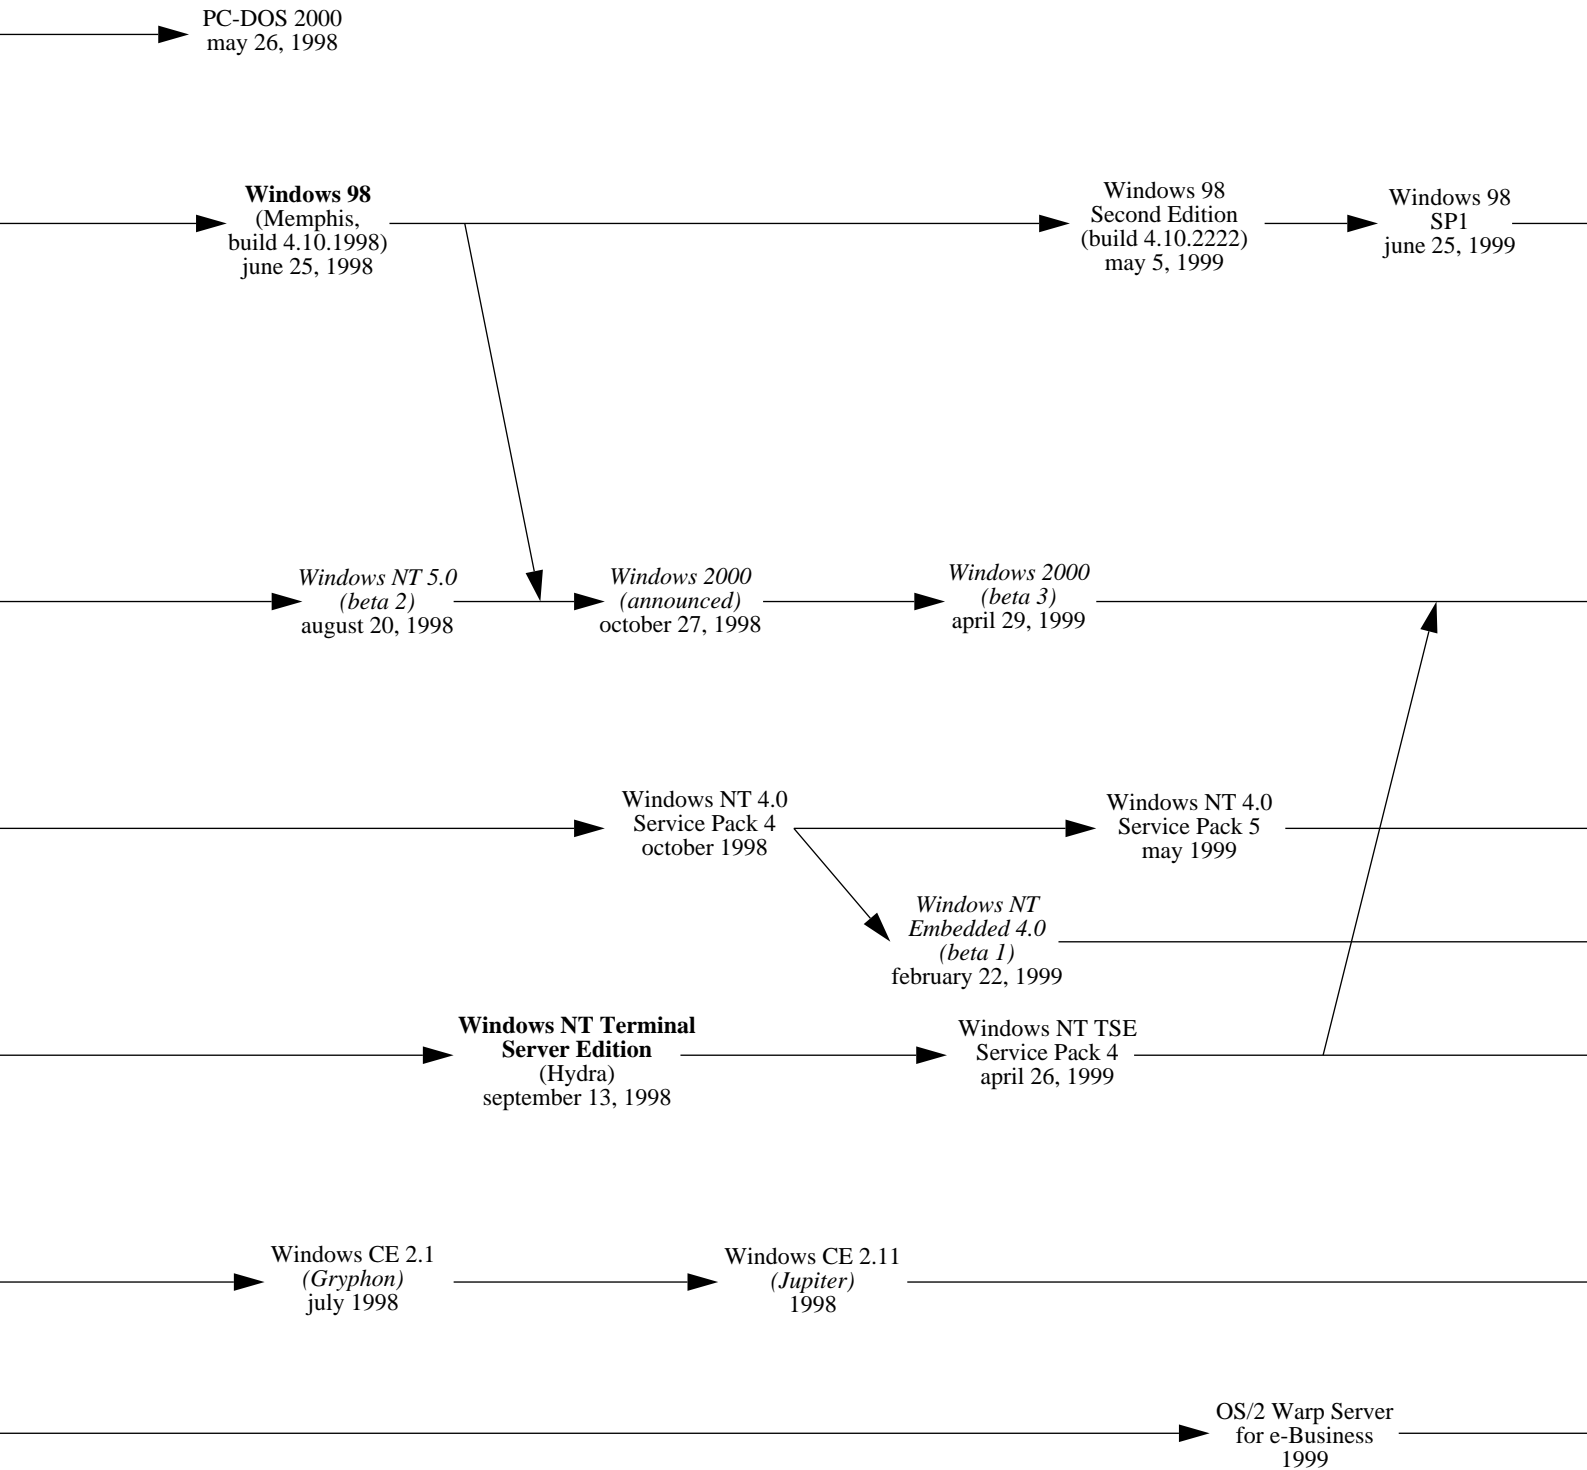 PC-DOS 2000
may 26, 1998
Windows 98
(Memphis,
build 4.10.1998)
june 25, 1998
Windows 98
Second Edition
(build 4.10.2222)
may 5, 1999
Windows 98
SP1
june 25, 1999
Windows NT 5.0
(beta 2)
august 20, 1998
Windows 2000
(announced)
october 27, 1998
Windows 2000
(beta 3)
april 29, 1999
Windows NT 4.0
Service Pack 4
october 1998
Windows NT 4.0
Service Pack 5
may 1999
Windows NT
Embedded 4.0
(beta 1)
february 22, 1999
Windows NT Terminal
Server Edition
(Hydra)
september 13, 1998
Windows NT TSE
Service Pack 4
april 26, 1999
Windows CE 2.1
(Gryphon)
july 1998
Windows CE 2.11
(Jupiter)
1998
OS/2 Warp Server
for e-Business
1999